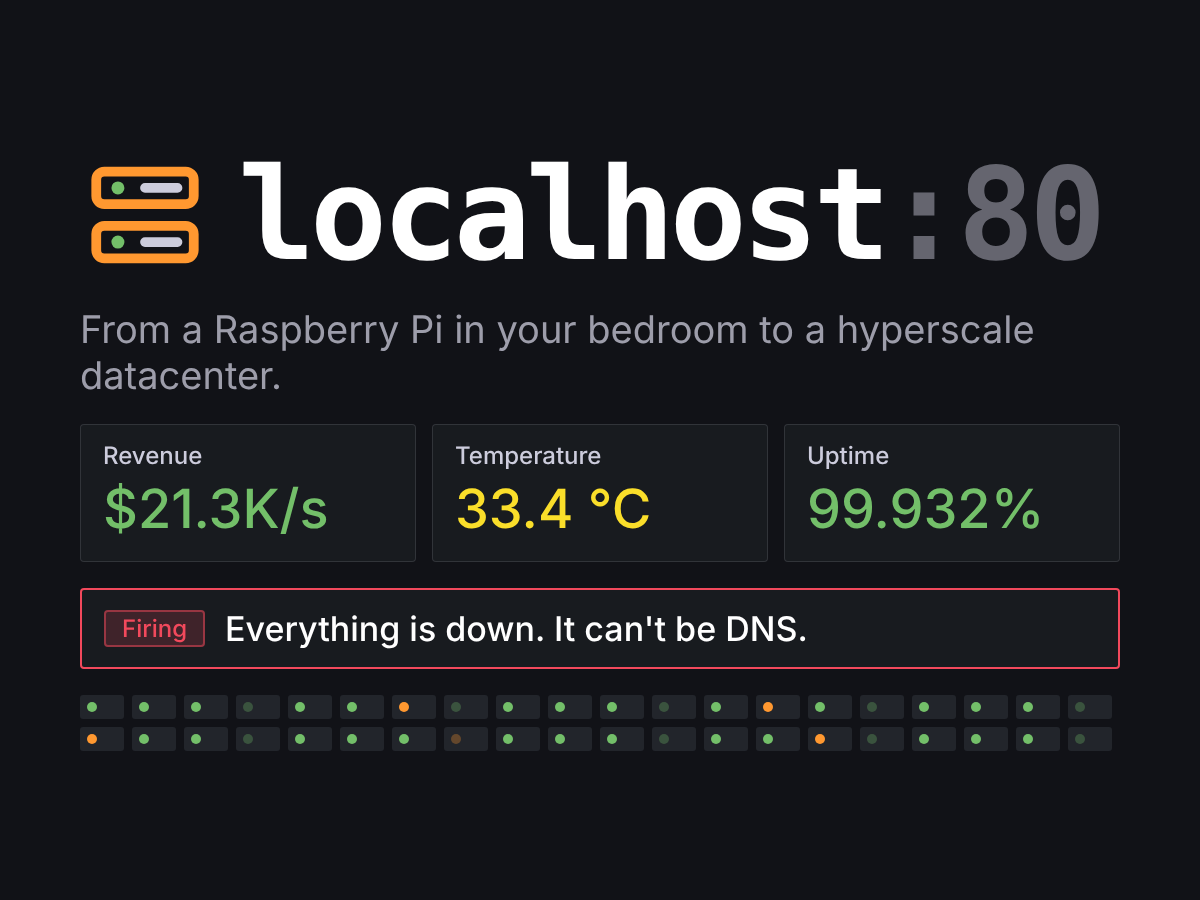 localhost:80
From a Raspberry Pi in your bedroom to a hyperscale
datacenter.
Revenue
$21.3K/s
Temperature
33.4 °C
Uptime
99.932%
Firing
Everything is down. It can't be DNS.